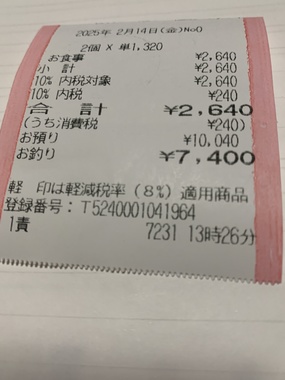 2025年 2月14日(金)No0
2個 X 単1,320
お食事 ¥2,640
小 計 ¥2,640
10% 内税対象 ¥2,640
10% 内税 ¥240
合 計 ¥2,640
(うち消費税 ¥240)
お預り ¥10,040
お釣り ¥7,400
軽 印は軽減税率(8%)適用商品
登録番号:T5240001041964
1責 7231 13時26分